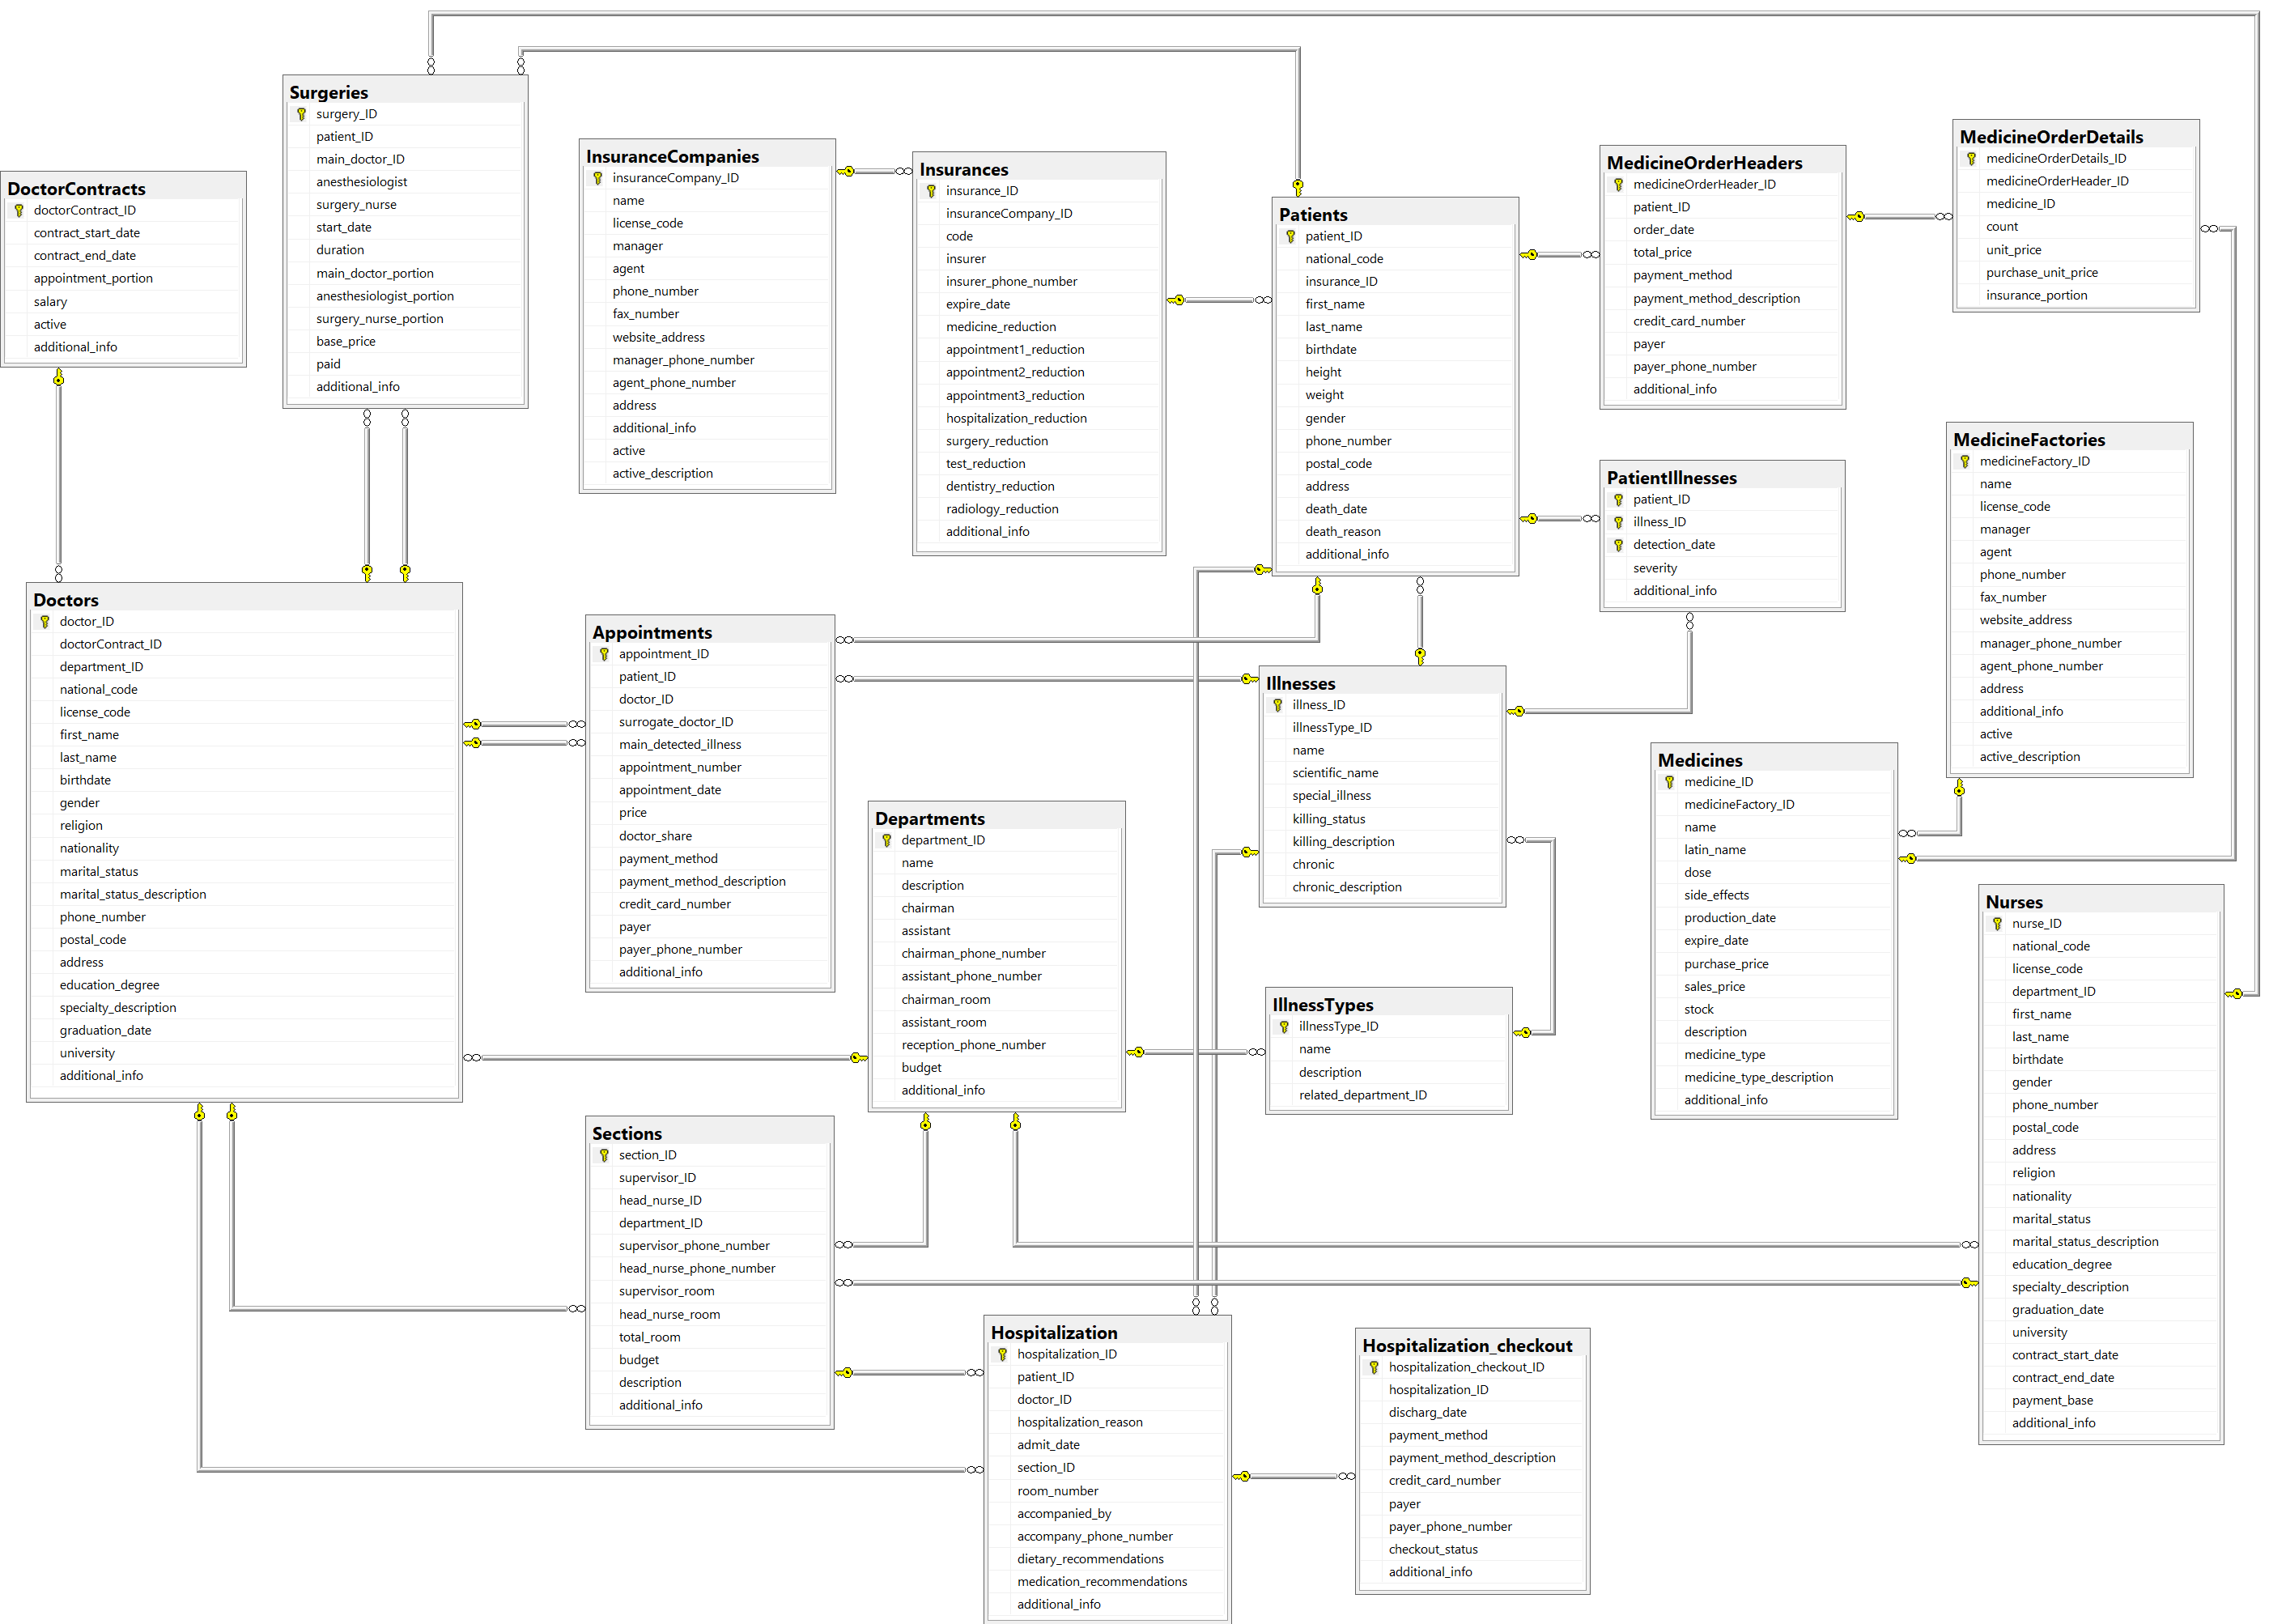 Surgeries
surgery_ID
patient_ID
main_doctor_ID
anesthesiologist
surgery_nurse
start_date
duration
main_doctor_portion
anesthesiologist_portion
surgery_nurse_portion
base_price
paid
additional_info
DoctorContracts
doctorContract_ID
contract_start_date
contract_end_date
appointment_portion
salary
active
additional_info
InsuranceCompanies
insuranceCompany_ID
name
license_code
manager
agent
phone_number
fax_number
website_address
manager_phone_number
agent_phone_number
address
additional_info
active
active_description
Insurances
insurance_ID
insuranceCompany_ID
code
insurer
insurer_phone_number
expire_date
medicine_reduction
appointment1_reduction
appointment2_reduction
appointment3_reduction
hospitalization_reduction
surgery_reduction
test_reduction
dentistry_reduction
radiology_reduction
additional_info
Patients
patient_ID
national_code
insurance_ID
first_name
last_name
birthdate
height
weight
gender
phone_number
postal_code
address
death_date
death_reason
additional_info
MedicineOrderHeaders
medicineOrderHeader_ID
patient_ID
order_date
total_price
payment_method
payment_method_description
credit_card_number
payer
payer_phone_number
additional_info
MedicineOrderDetails
medicineOrderDetails_ID
medicineOrderHeader_ID
medicine_ID
count
unit_price
purchase_unit_price
insurance_portion
MedicineFactories
medicineFactory_ID
name
license_code
manager
agent
phone_number
fax_number
website_address
manager_phone_number
agent_phone_number
address
additional_info
active
active_description
PatientIllnesses
patient_ID
illness_ID
detection_date
severity
additional_info
Doctors
doctor_ID
doctorContract_ID
department_ID
national_code
license_code
first_name
last_name
birthdate
gender
religion
nationality
marital_status
marital_status_description
phone_number
postal_code
address
education_degree
specialty_description
graduation_date
university
additional_info
Appointments
appointment_ID
patient_ID
doctor_ID
surrogate_doctor_ID
main_detected_illness
appointment_number
appointment_date
price
doctor_share
payment_method
payment_method_description
credit_card_number
payer
payer_phone_number
additional_info
Departments
department_ID
name
description
chairman
assistant
chairman_phone_number
assistant_phone_number
chairman_room
assistant_room
reception_phone_number
budget
additional_info
Illnesses
illness_ID
illnessType_ID
name
scientific_name
special_illness
killing_status
killing_description
chronic
chronic_description
IllnessTypes
illnessType_ID
name
description
related_department_ID
Medicines
medicine_ID
medicineFactory_ID
name
latin_name
dose
side_effects
production_date
expire_date
purchase_price
sales_price
stock
description
medicine_type
medicine_type_description
additional_info
Nurses
nurse_ID
national_code
license_code
department_ID
first_name
last_name
birthdate
gender
phone_number
postal_code
address
religion
nationality
marital_status
marital_status_description
education_degree
specialty_description
graduation_date
university
contract_start_date
contract_end_date
payment_base
additional_info
Sections
section_ID
supervisor_ID
head_nurse_ID
department_ID
supervisor_phone_number
head_nurse_phone_number
supervisor_room
head_nurse_room
total_room
budget
description
additional_info
Hospitalization
hospitalization_ID
patient_ID
doctor_ID
hospitalization_reason
admit_date
section_ID
room_number
accompanied_by
accompany_phone_number
dietary_recommendations
medication_recommendations
additional_info
Hospitalization_checkout
hospitalization_checkout_ID
hospitalization_ID
discharg_date
payment_method
payment_method_description
credit_card_number
payer
payer_phone_number
checkout_status
additional_info